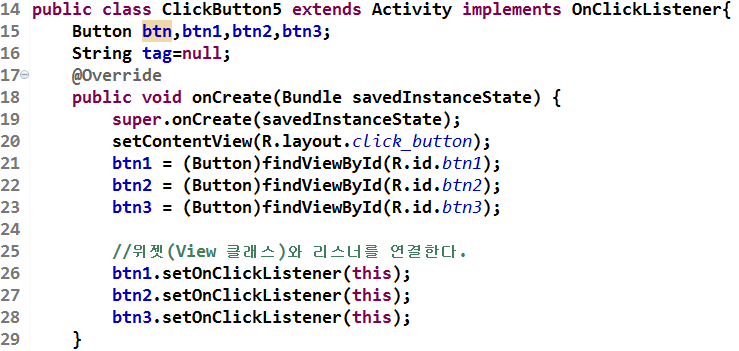 14 public class ClickButton5 extends Activity implements OnClickListener{
15     Button btn,btn1,btn2,btn3;
16     String tag=null;
17     @Override
18     public void onCreate(Bundle savedInstanceState) {
19         super.onCreate(savedInstanceState);
20         setContentView(R.layout.click_button);
21         btn1 = (Button)findViewById(R.id.btn1);
22         btn2 = (Button)findViewById(R.id.btn2);
23         btn3 = (Button)findViewById(R.id.btn3);
24
25         //위젯(View 클래스)와 리스너를 연결한다.
26         btn1.setOnClickListener(this);
27         btn2.setOnClickListener(this);
28         btn3.setOnClickListener(this);
29     }